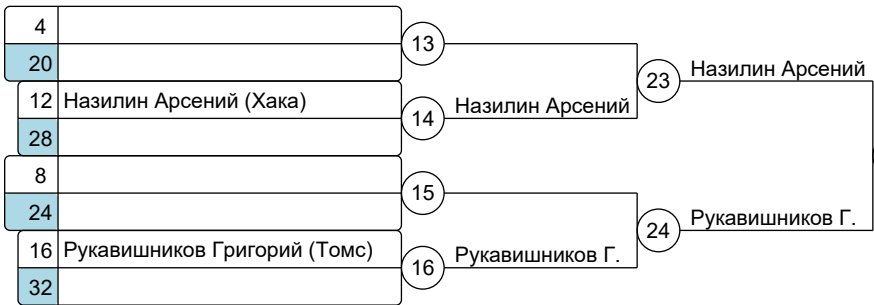 4
13
20
23 Назилин Арсений
12 Назилин Арсений (Хака)
14 Назилин Арсений
28
8
15
24
24 Рукавишников Г.
16 Рукавишников Григорий (Томс)
16 Рукавишников Г.
32